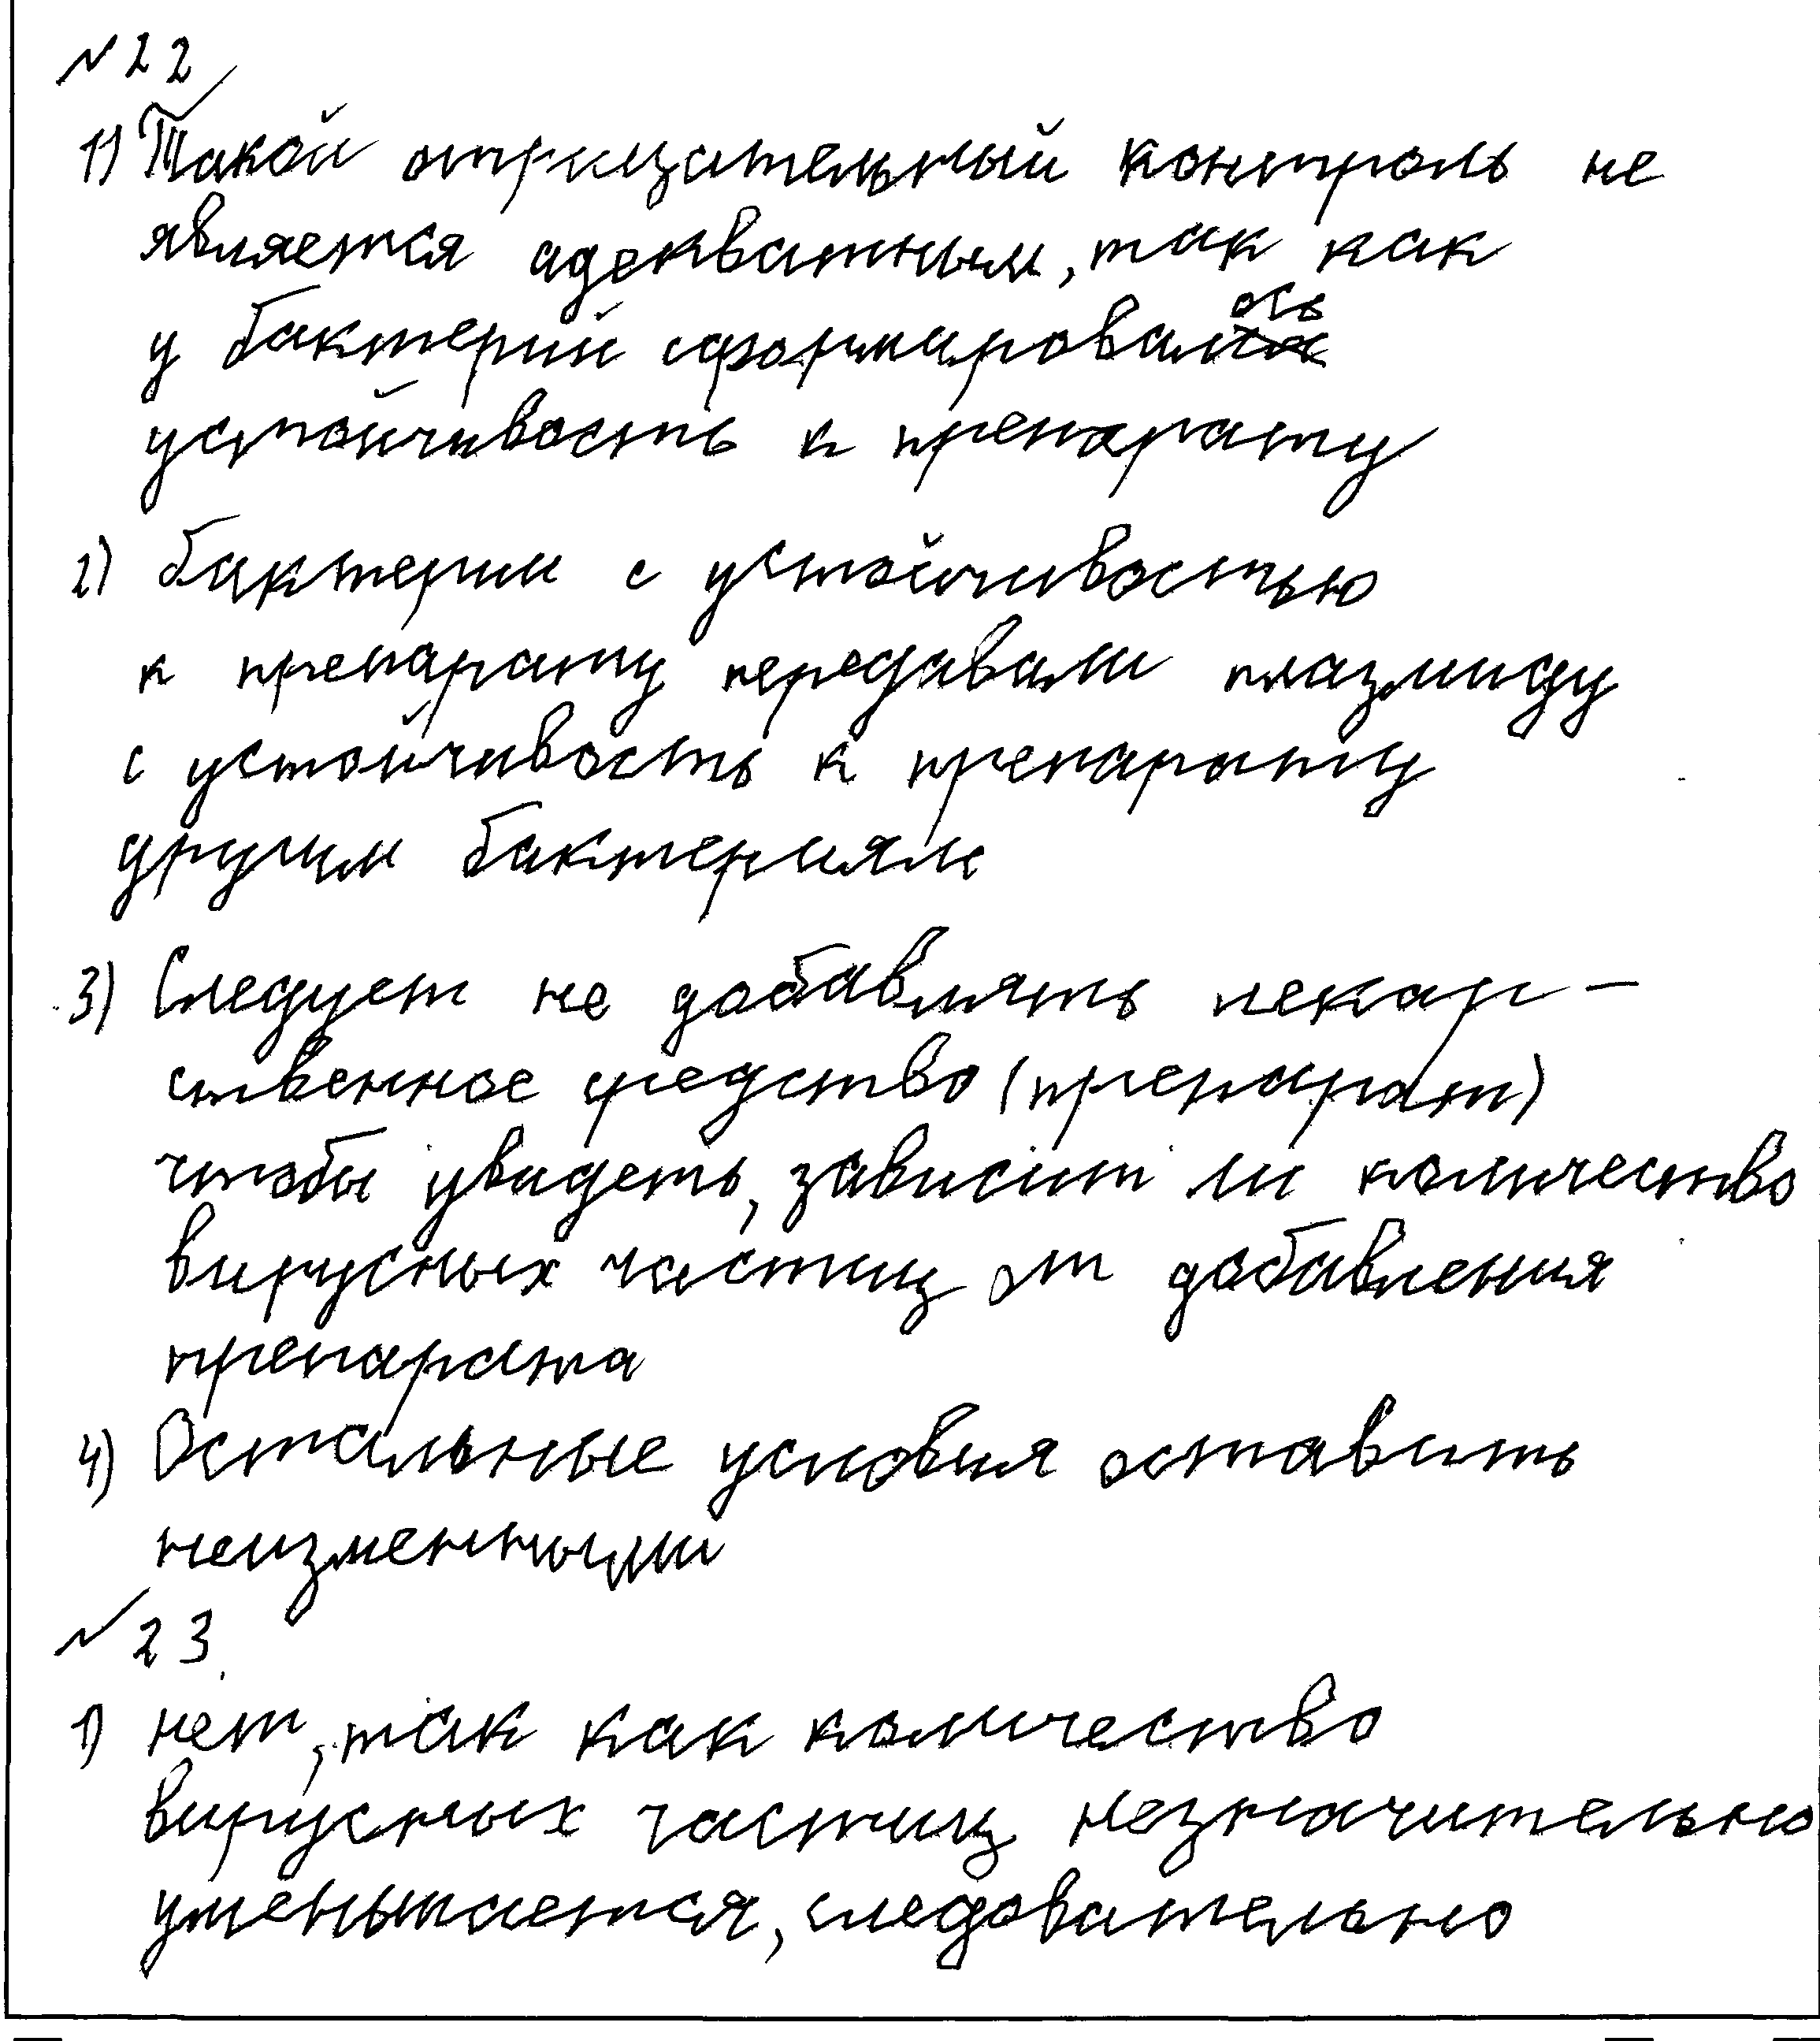 №22
1) Такой отрицательный контроль не
является адекватным, так как
у бактерий сформировалось
устойчивость к препарату
2) бактерии с устойчивостью
к препарату передавали плазмиду
с устойчивость к препарату
другим бактериям
3) Следует не добавлять лекар-
ственное средство (препарат)
чтобы увидеть, зависит ли количество
вирусных частиц от добавления
препарата
4) Остальные условия оставить
неизменными
№23
1) нет, так как количество
вирусных частиц незначительно
уменьшается, следовательно